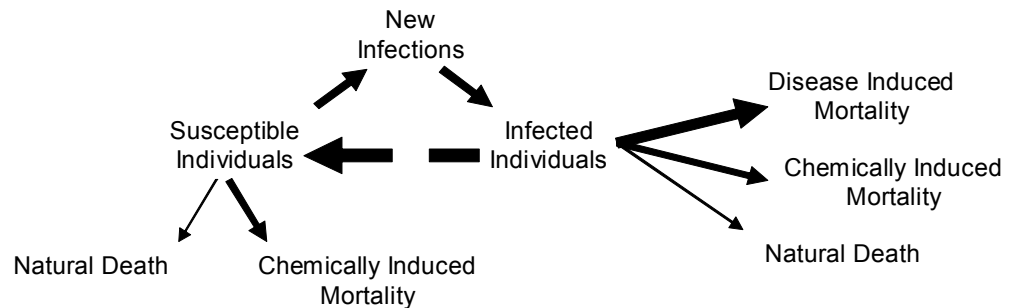 New
Infections
Disease Induced
Mortality
Susceptible
Individuals
Infected
Individuals
Chemically Induced
Mortality
Natural Death
Natural Death
Chemically Induced
Mortality